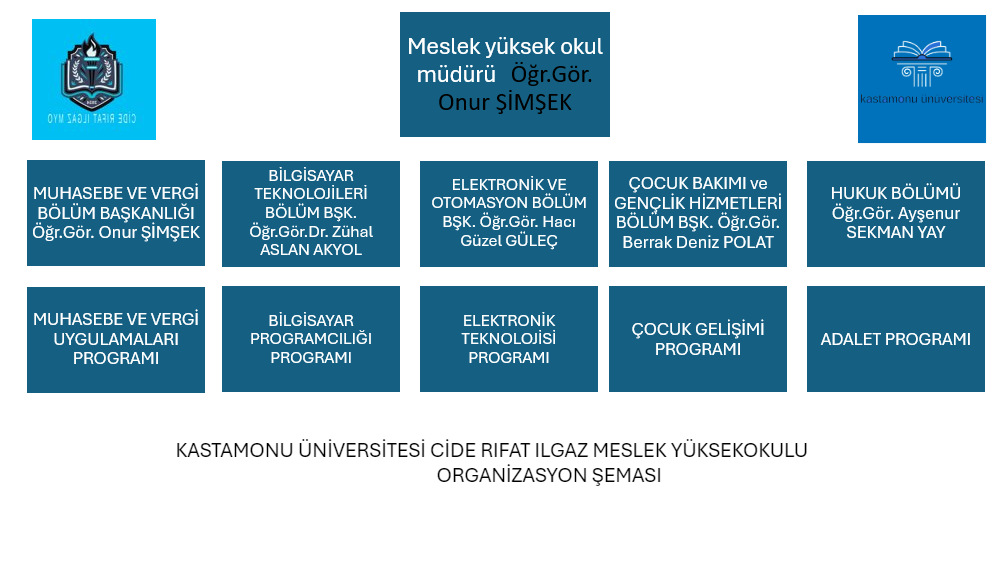 Meslek yüksek okul
müdürü Öğr.Gör.
Onur ŞİMŞEK
CİDE RIFAT ILGAZ MYO
kastamonu ünüversitesi
MUHASEBE VE VERGİ
BÖLÜM BAŞKANLIĞI
Öğr.Gör. Onur ŞİMŞEK
BİLGİSAYAR
TEKNOLOJİLERİ
BÖLÜM BŞK.
Öğr.Gör.Dr. Zühal
ASLAN AKYOL
ELEKTRONİK VE
OTOMASYON BÖLÜM
BŞK. Öğr.Gör. Hacı
Güzel GÜLEÇ
ÇOCUK BAKIMI ve
GENÇLİK HİZMETLERİ
BÖLÜM BŞK. Öğr.Gör.
Berrak Deniz POLAT
HUKUK BÖLÜMÜ
Öğr.Gör. Ayşenur
SEKMAN YAY
MUHASEBE VE VERGİ
UYGULAMALARI
PROGRAMI
BİLGİSAYAR
PROGRAMCILIĞI
PROGRAMI
ELEKTRONİK
TEKNOLOJİSİ
PROGRAMI
ÇOCUK GELİŞİMİ
PROGRAMI
ADALET PROGRAMI
KASTAMONU ÜNİVERSİTESİ CİDE RIFAT ILGAZ MESLEK YÜKSEKOKULU
ORGANİZASYON ŞEMASI